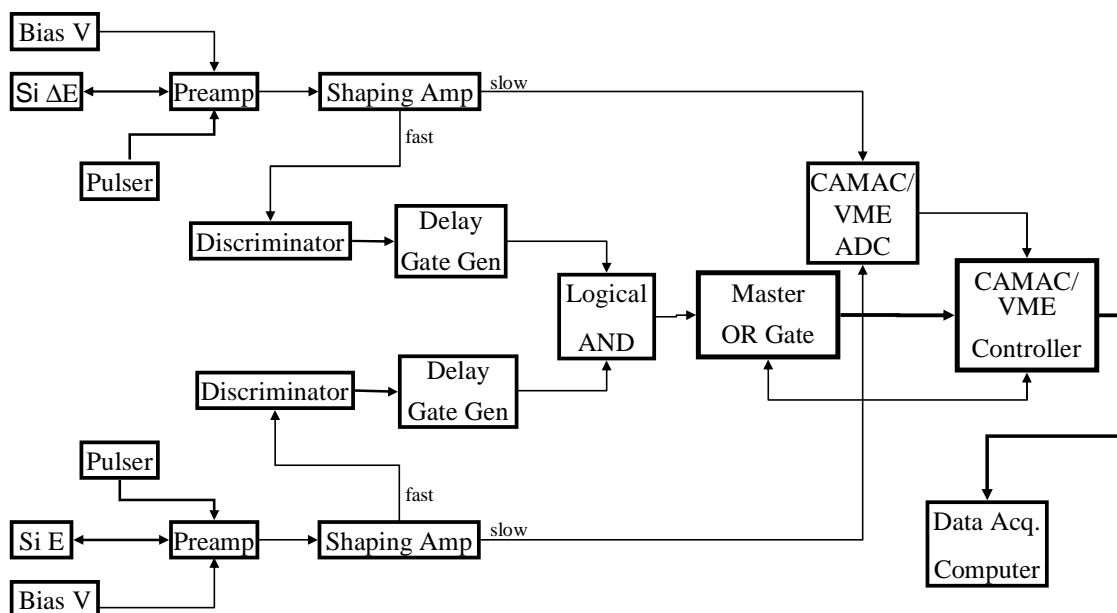 Bias V
Si ΔE
Preamp
Shaping Amp
slow
fast
Pulser
CAMAC/
VME
ADC
Discriminator
Delay
Gate Gen
Logical
AND
Master
OR Gate
CAMAC/
VME
Controller
Discriminator
Delay
Gate Gen
Pulser
fast
Si E
Preamp
Shaping Amp
slow
Data Acq.
Computer
Bias V